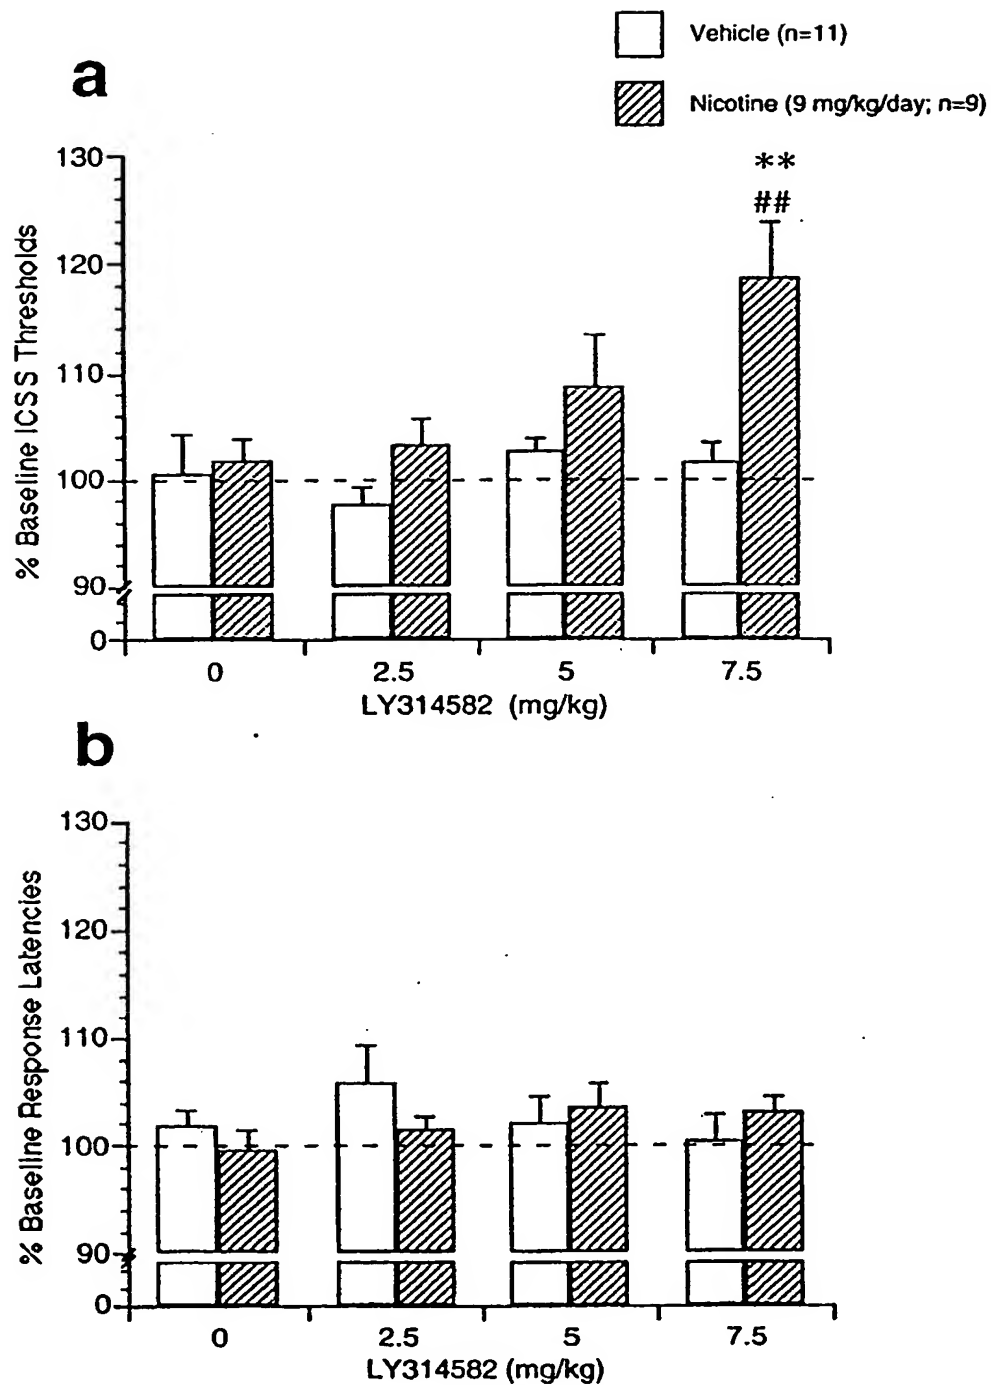 Vehicle (n=11)
a
Nicotine (9 mg/kg/day; n=9)
130
**
##
120
110
100
90
0
% Baseline ICSS Thresholds
0 2.5 5 7.5
LY314582 (mg/kg)
b
130
120
110
100
90
0
% Baseline Response Latencies
0 2.5 5 7.5
LY314582 (mg/kg)